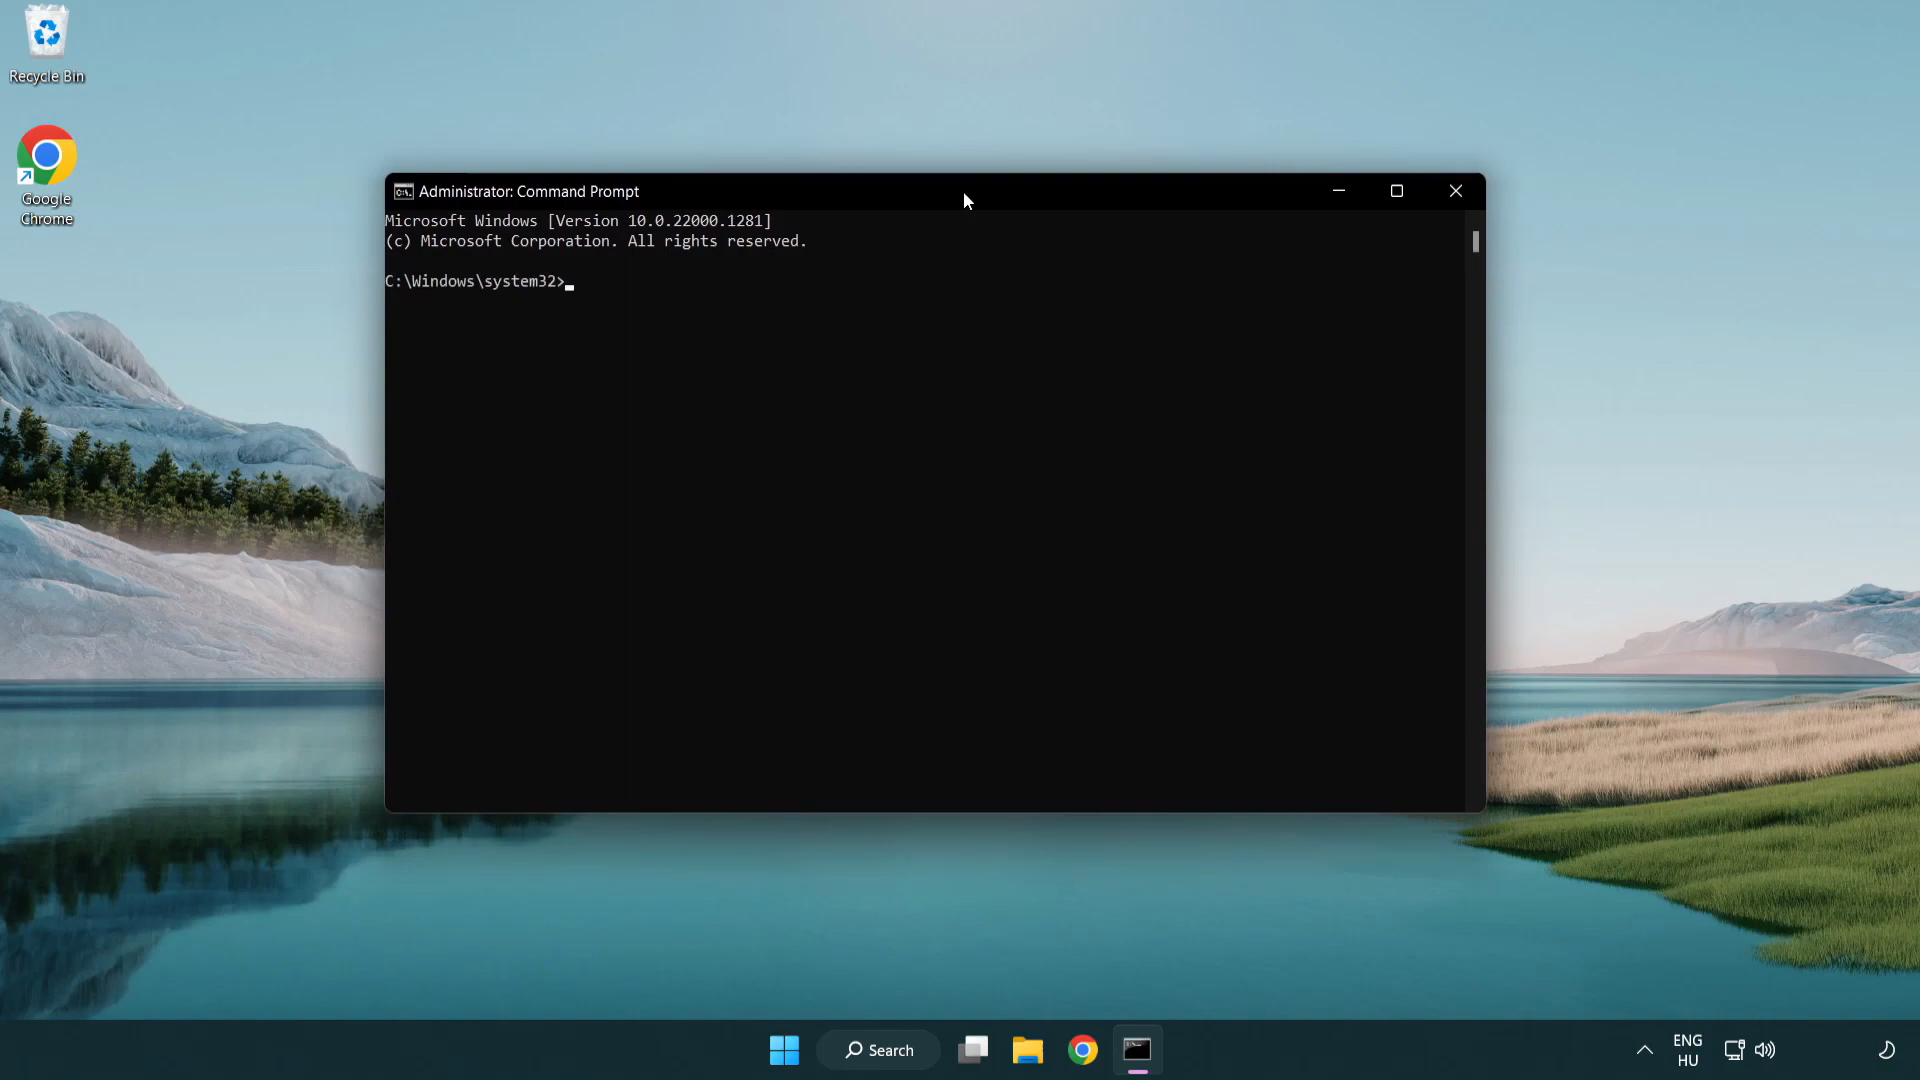 Recycle Bin
Google
Chrome
Administrator: Command Prompt
Microsoft Windows [Version 10.0.22000.1281]
(c) Microsoft Corporation. All rights reserved.
C:\Windows\system32>
Search
ENG
HU